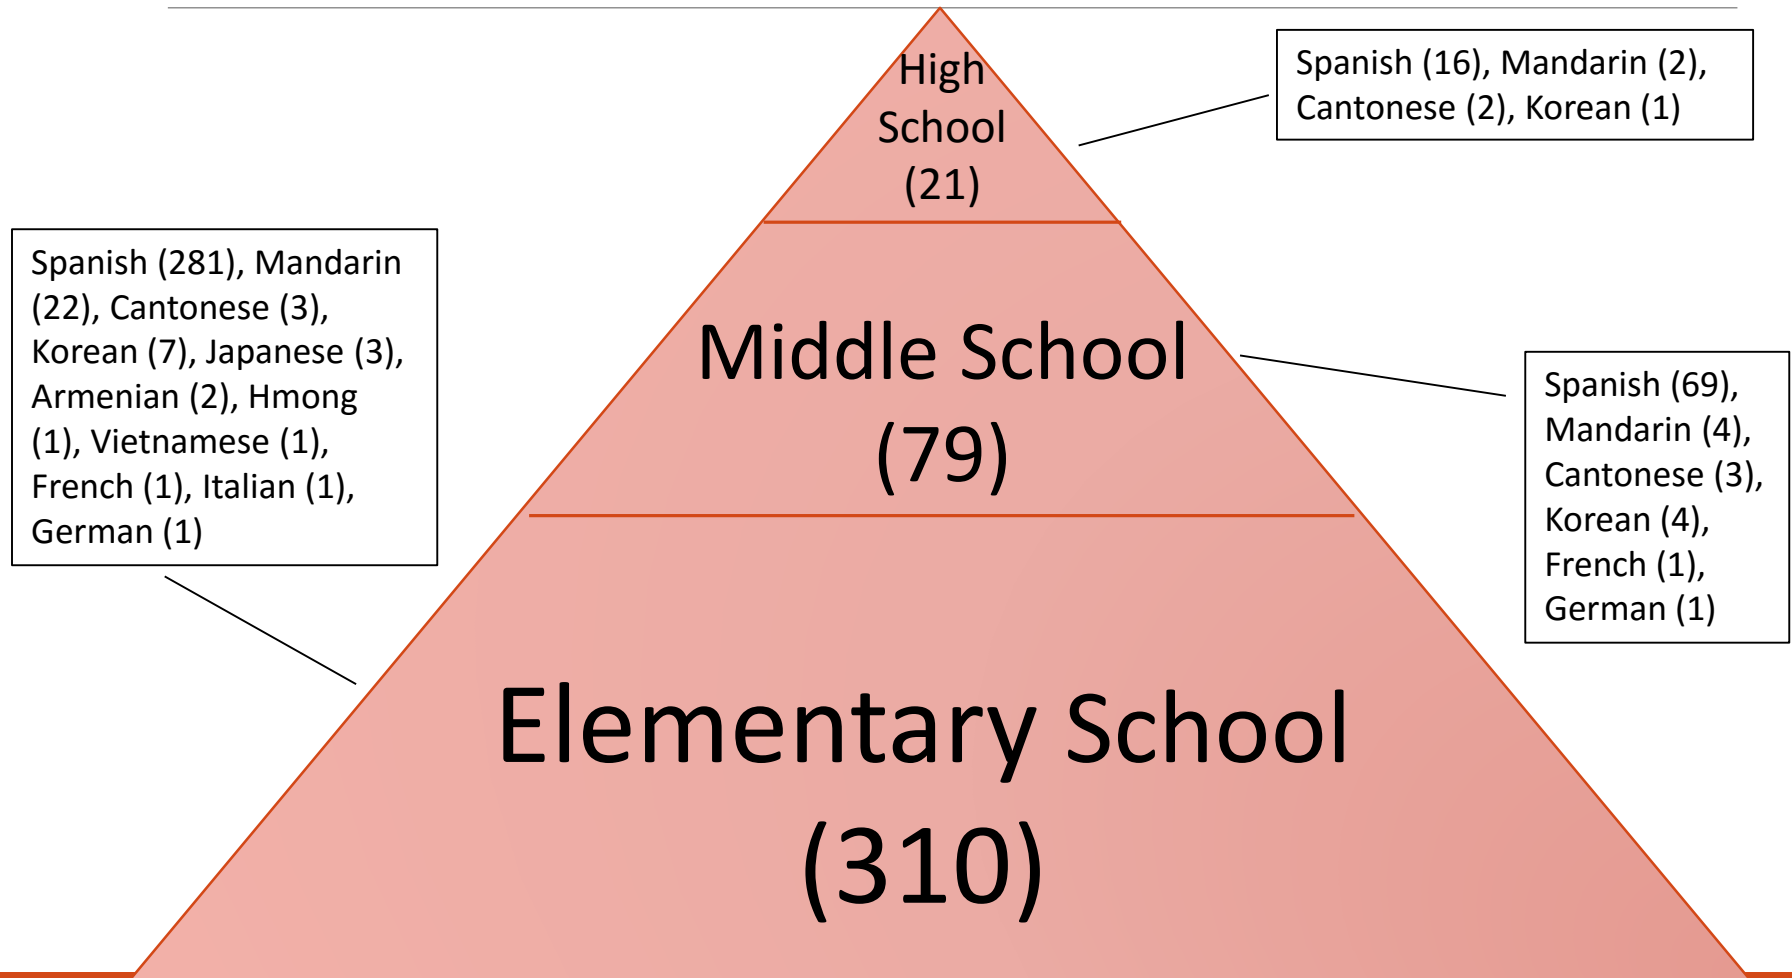 High
School
(21)
Spanish (16), Mandarin (2),
Cantonese (2), Korean (1)
Spanish (281), Mandarin
(22), Cantonese (3),
Korean (7), Japanese (3),
Armenian (2), Hmong
(1), Vietnamese (1),
French (1), Italian (1),
German (1)
Middle School
(79)
Spanish (69),
Mandarin (4),
Cantonese (3),
Korean (4),
French (1),
German (1)
Elementary School
(310)